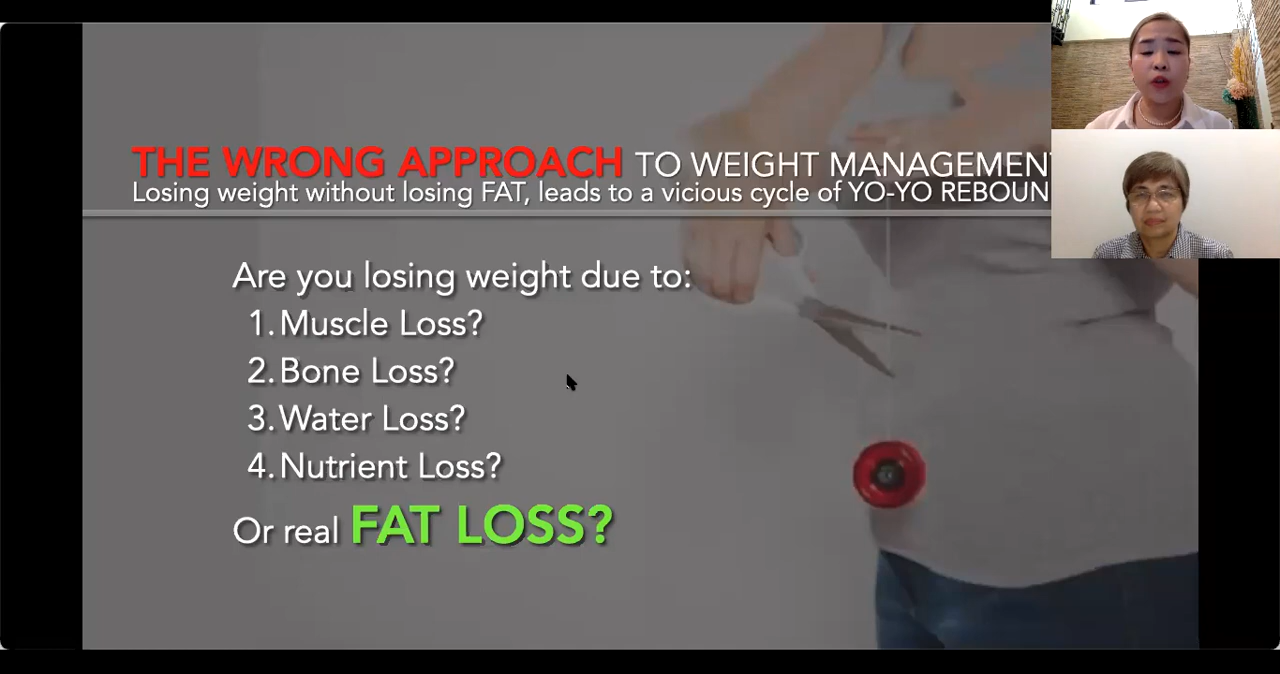 THE WRONG APPROACH TO WEIGHT MANAGEMEN
Losing weight without losing FAT, leads to a vicious cycle of YO-YO REBOUN
Are you losing weight due to:
1. Muscle Loss?
2. Bone Loss?
3. Water Loss?
4. Nutrient Loss?
Or real FAT LOSS?